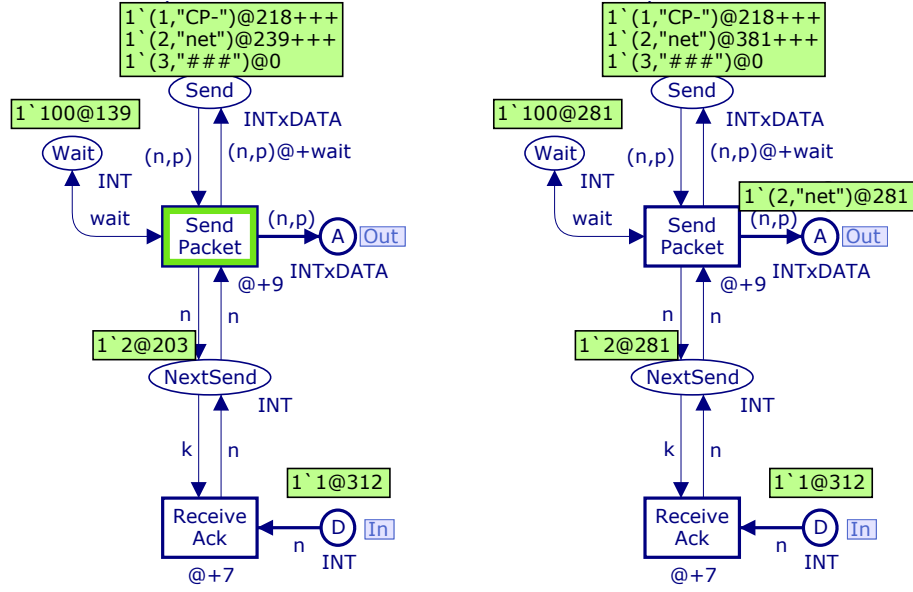 1`(1,"CP-")@218+++
1`(2,"net")@239+++
1`(3,"###")@0
Send
INTxDATA
1`100@139
Wait
INT
(n,p)
(n,p)@+wait
wait
Send
Packet
(n,p)
A
Out
INTxDATA
@+9
n
n
1`2@203
NextSend
INT
k
n
1`1@312
Receive
Ack
n
D
In
INT
@+7
1`(1,"CP-")@218+++
1`(2,"net")@381+++
1`(3,"###")@0
Send
INTxDATA
1`100@281
Wait
INT
(n,p)
(n,p)@+wait
wait
Send
Packet
1`(2,"net")@281
(n,p)
A
Out
INTxDATA
@+9
n
n
1`2@281
NextSend
INT
k
n
1`1@312
Receive
Ack
n
D
In
INT
@+7